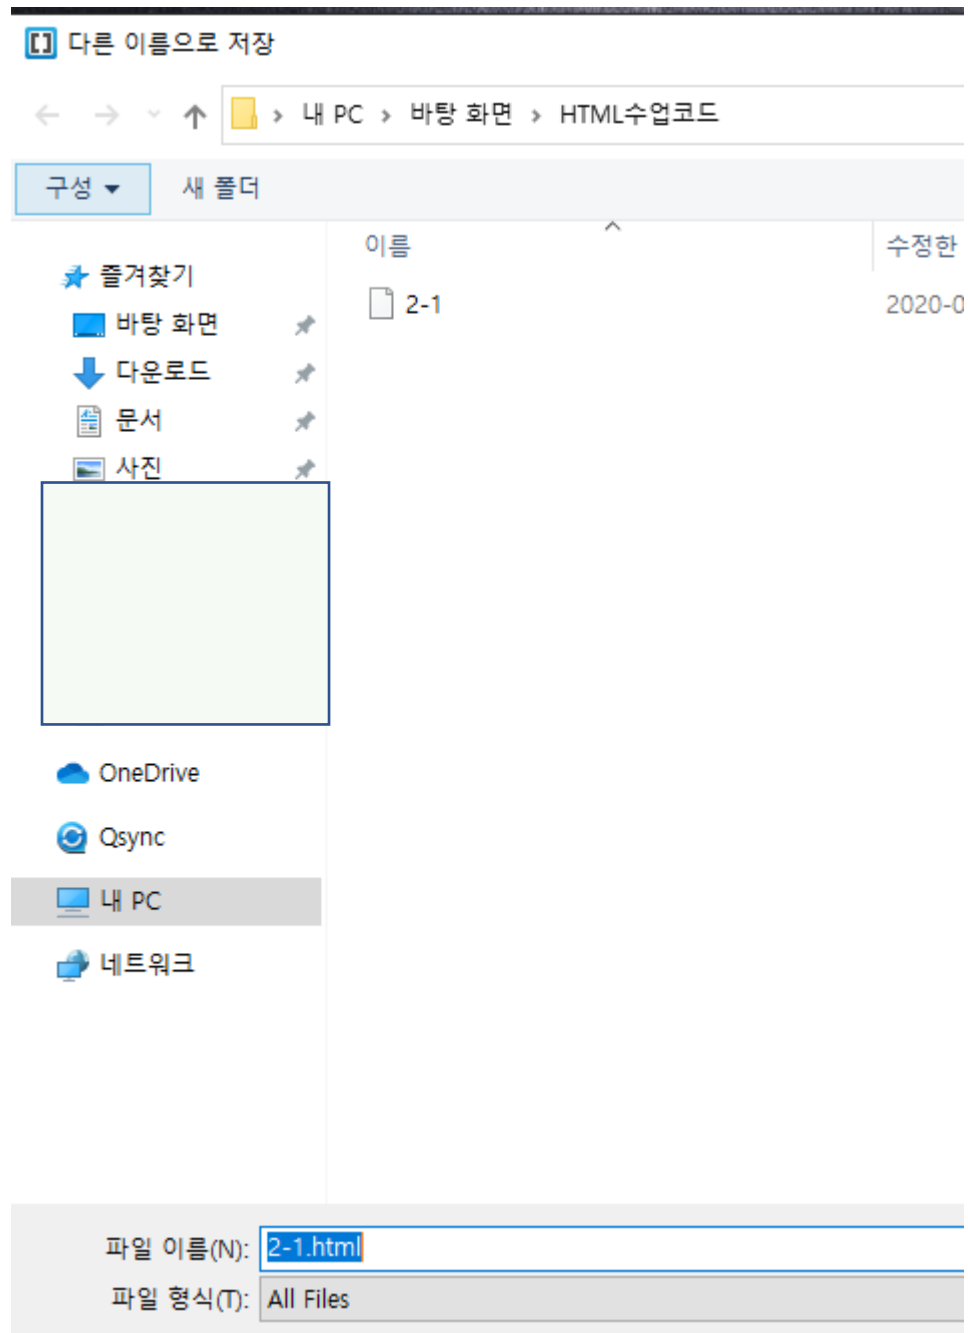 다른 이름으로 저장
내 PC > 바탕 화면 > HTML수업코드
구성 새 폴더
이름 수정한
즐겨찾기
2-1 2020-0
바탕 화면
다운로드
문서
사진
OneDrive
Qsync
내 PC
네트워크
파일 이름(N): 2-1.html
파일 형식(T): All Files